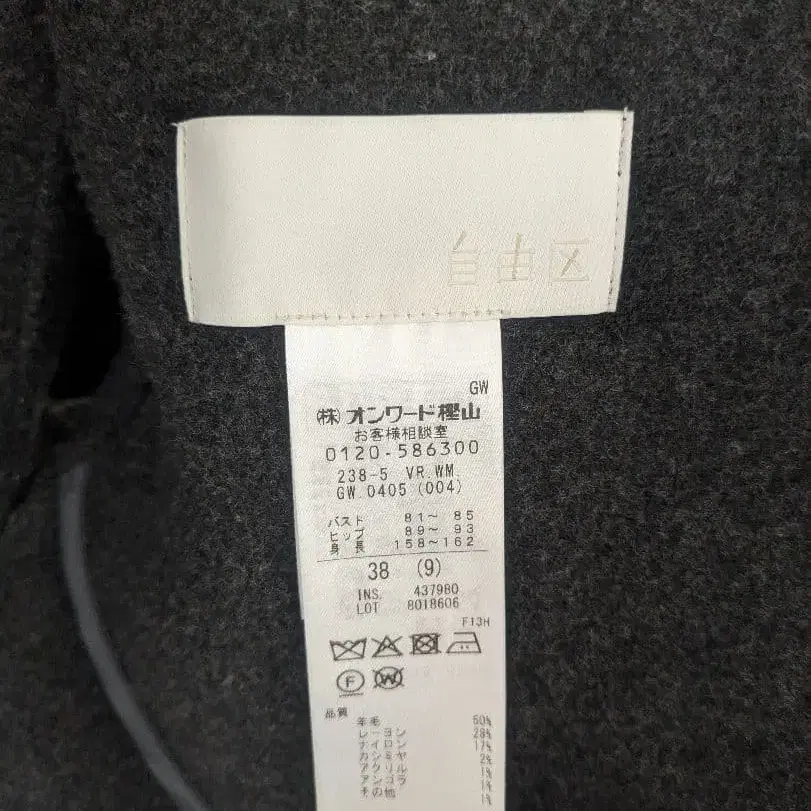 自由区
GW
(株)オンワード樫山
お客様相談室
0120-586300
238-5 VR.WM.
GW.0405 (004)
バスト 81～ 85
ヒップ 89～ 93
身長 158～162
38 (9)
INS. 437980
LOT 8018606
F13H
F
W
品質
羊毛 50%
レーヨン 28%
ナイロン 17%
カシミヤ 2%
アクリル 1%
アンゴラ 1%
その他 1%